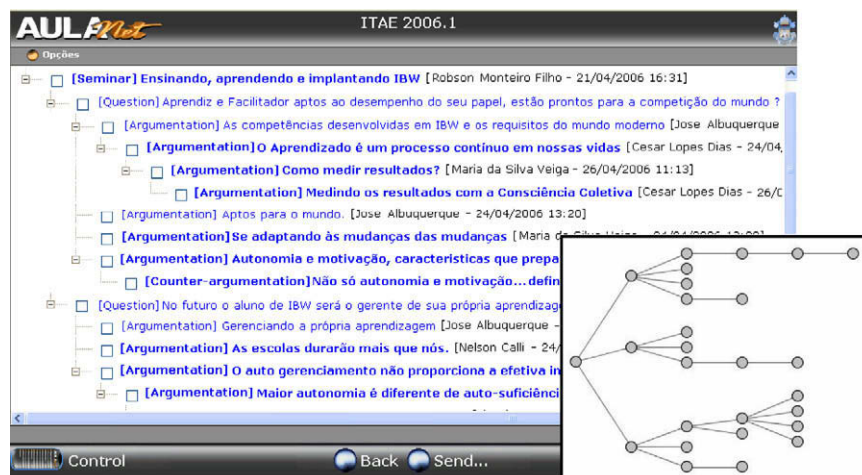 AULANet
ITAE 2006.1
Opções
[Seminar] Ensinando, aprendendo e implantando IBW [Robson Monteiro Filho - 21/04/2006 16:31]
[Question] Aprendiz e Facilitador aptos ao desempenho do seu papel, estão prontos para a competição do mundo ?
[Argumentation] As competências desenvolvidas em IBW e os requisitos do mundo moderno [Jose Albuquerque
[Argumentation] O Aprendizado é um processo contínuo em nossas vidas [Cesar Lopes Dias - 24/04,
[Argumentation] Como medir resultados? [Maria da Silva Veiga - 26/04/2006 11:13]
[Argumentation] Medindo os resultados com a Consciência Coletiva [Cesar Lopes Dias - 26/0
[Argumentation] Aptos para o mundo. [Jose Albuquerque - 24/04/2006 13:20]
[Argumentation] Se adaptando às mudanças das mudanças [Maria
[Argumentation] Autonomia e motivação, caracteristicas que prepa
[Counter-argumentation] Não só autonomia e motivação...defin
[Question] No futuro o aluno de IBW será o gerente de sua própria aprendizag
[Argumentation] Gerenciando a própria aprendizagem [Jose Albuquerque -
[Argumentation] As escolas durarão mais que nós. [Nelson Calli - 24/
[Argumentation] O auto gerenciamento não proporciona a efetiva in
[Argumentation] Maior autonomia é diferente de auto-suficiênci
Control
Back
Send...